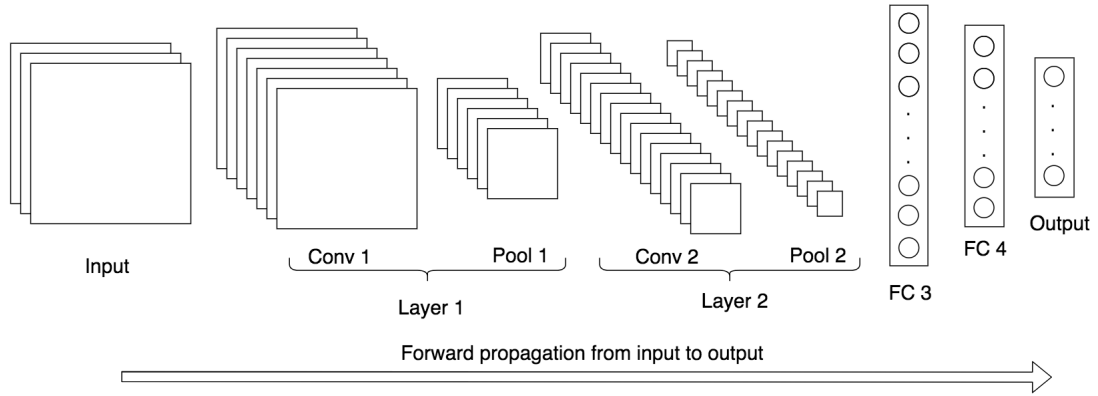 Input
Conv 1
Pool 1
Layer 1
Conv 2
Pool 2
Layer 2
FC 3
FC 4
Output
Forward propagation from input to output